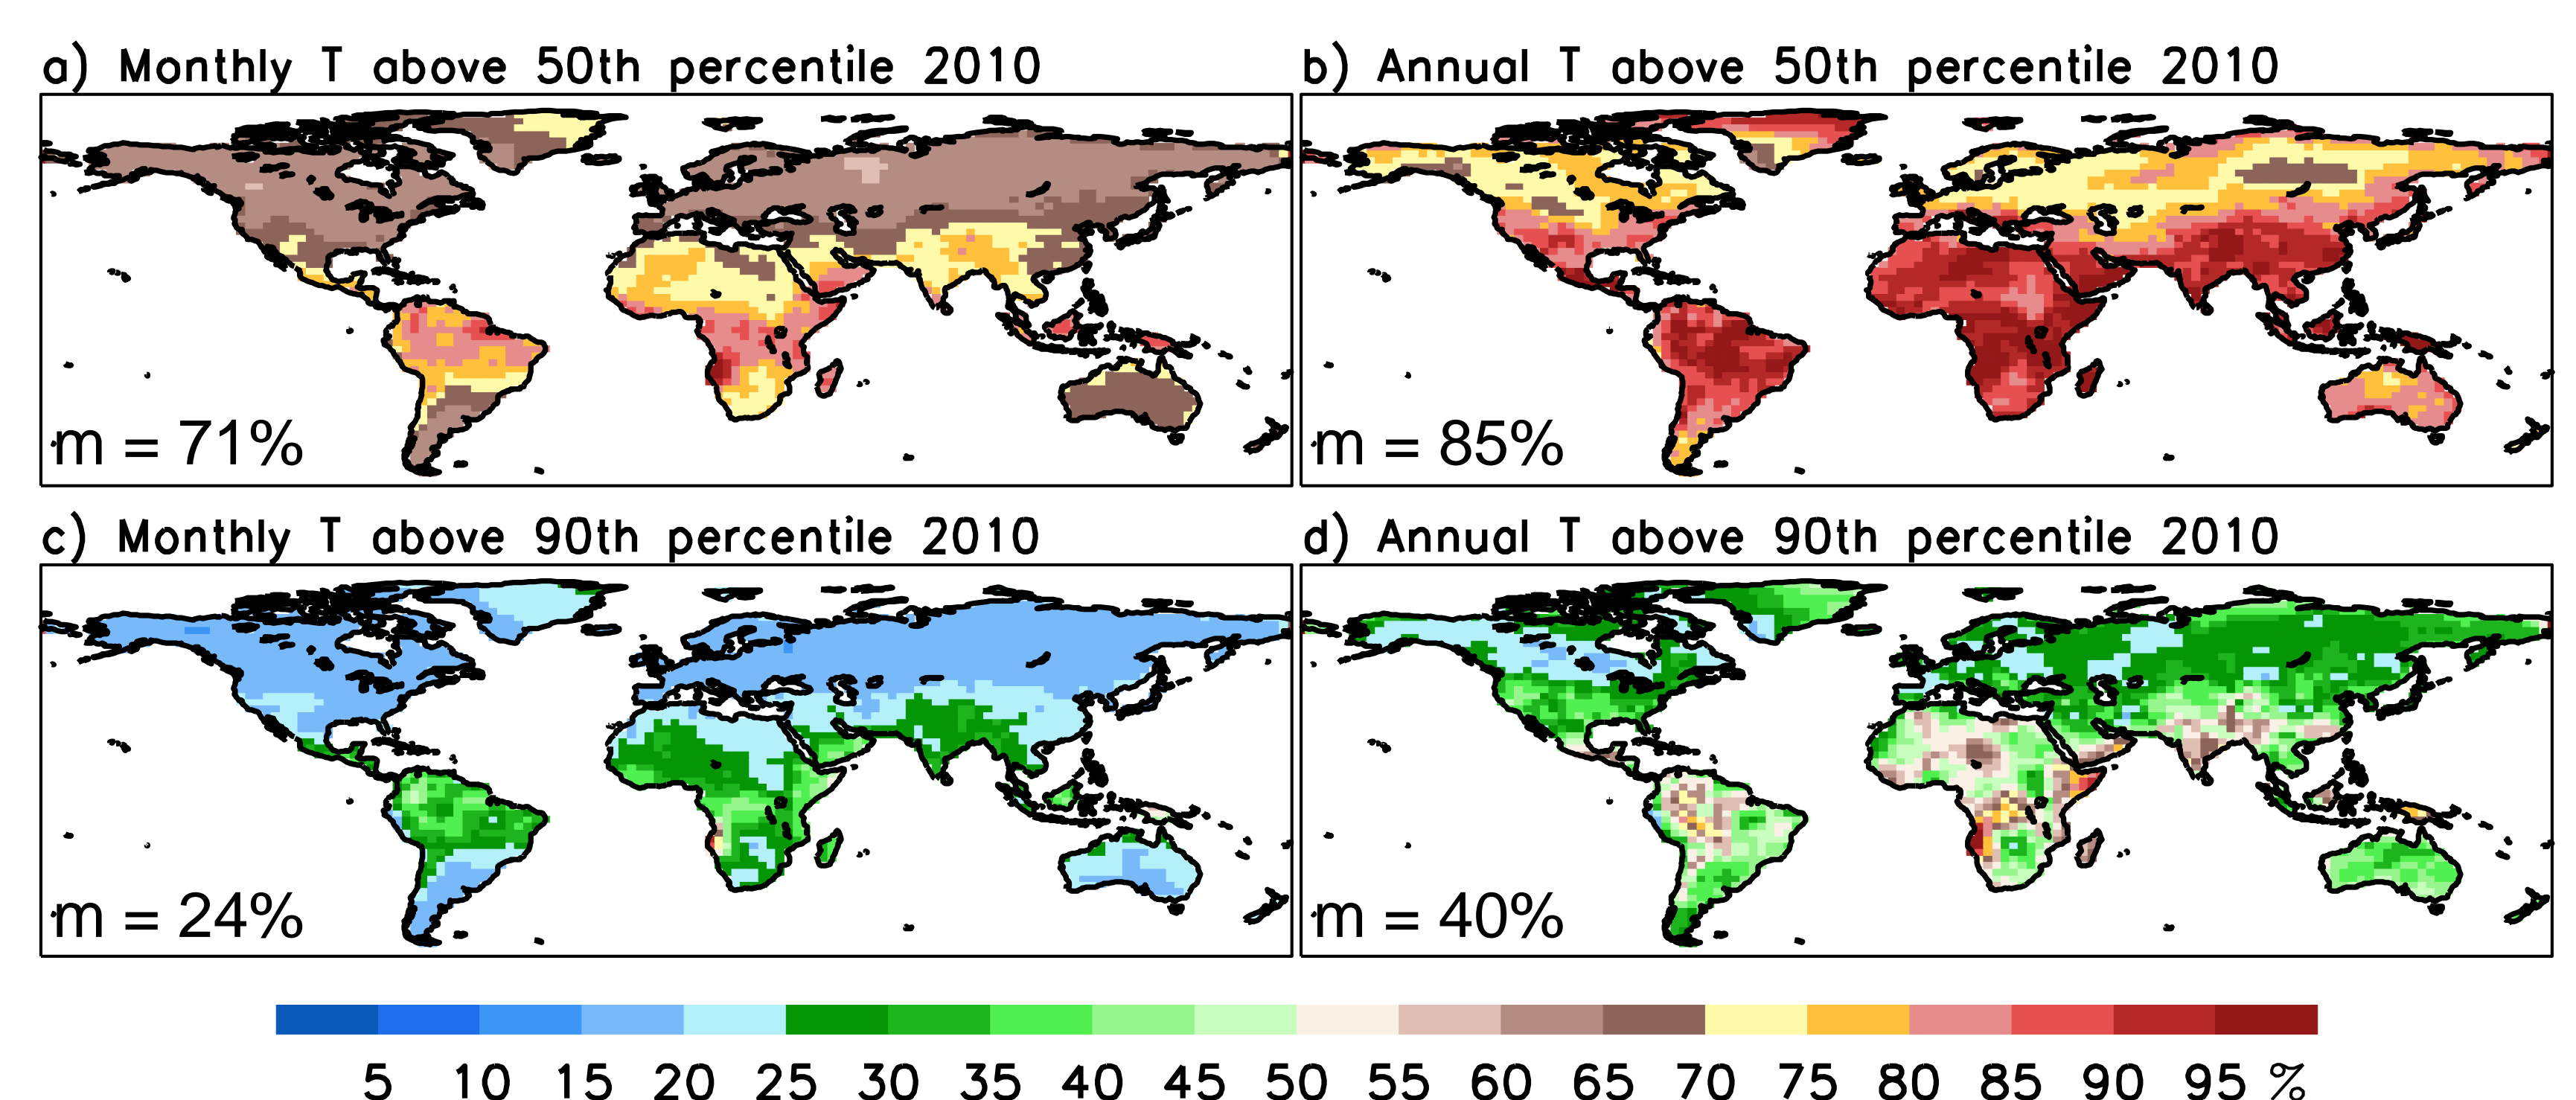 a) Monthly T above 50th percentile 2010
b) Annual T above 50th percentile 2010
m = 71%
m = 85%
c) Monthly T above 90th percentile 2010
d) Annual T above 90th percentile 2010
m = 24%
m = 40%
5 10 15 20 25 30 35 40 45 50 55 60 65 70 75 80 85 90 95 %